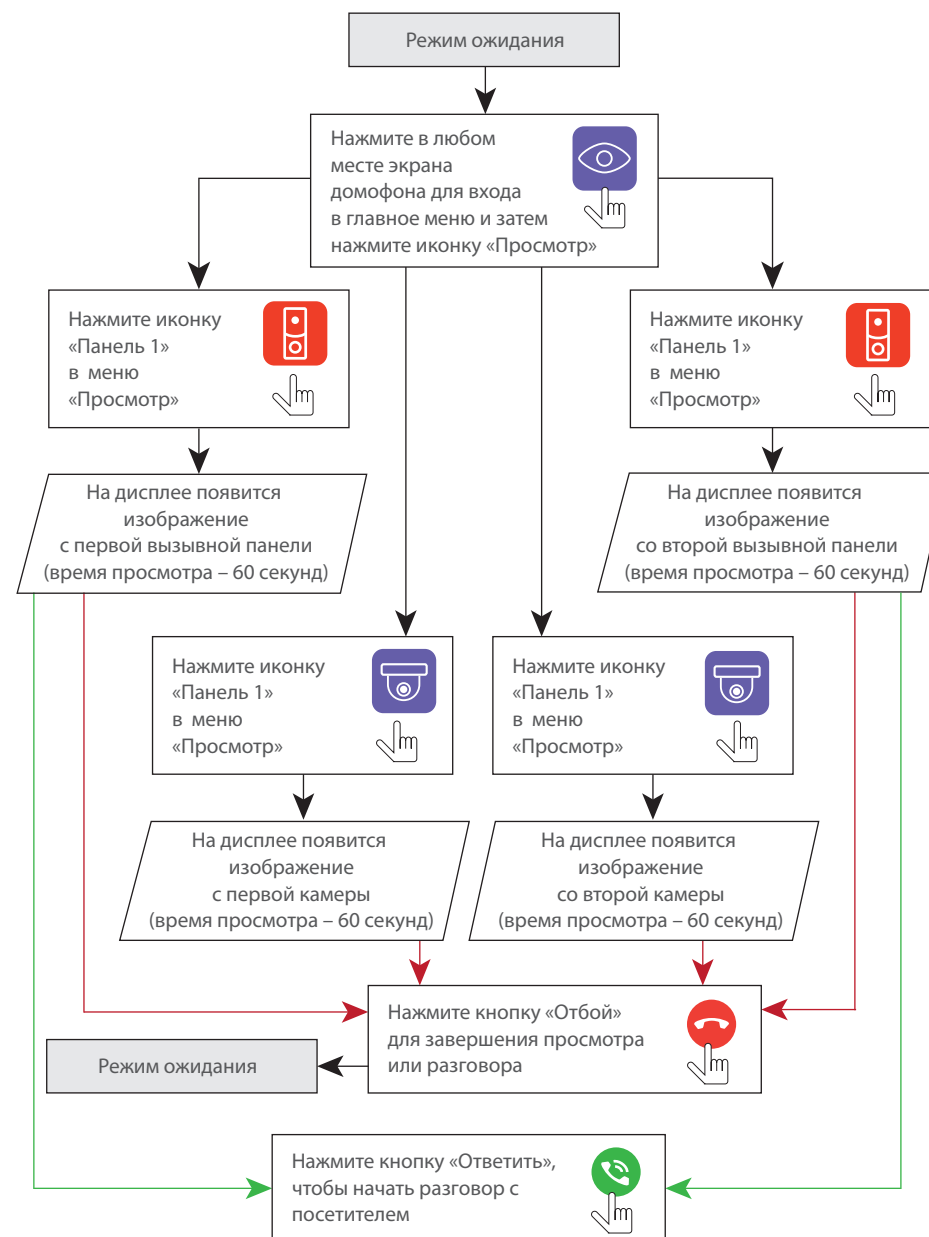 Режим ожидания
Нажмите в любом
месте экрана
домофона для входа
в главное меню и затем
нажмите иконку «Просмотр»
Нажмите иконку
«Панель 1»
в меню
«Просмотр»
Нажмите иконку
«Панель 1»
в меню
«Просмотр»
На дисплее появится
изображение
с первой вызывной панели
(время просмотра – 60 секунд)
На дисплее появится
изображение
со второй вызывной панели
(время просмотра – 60 секунд)
Нажмите иконку
«Панель 1»
в меню
«Просмотр»
Нажмите иконку
«Панель 1»
в меню
«Просмотр»
На дисплее появится
изображение
с первой камеры
(время просмотра – 60 секунд)
На дисплее появится
изображение
со второй камеры
(время просмотра – 60 секунд)
Нажмите кнопку «Отбой»
для завершения просмотра
или разговора
Режим ожидания
Нажмите кнопку «Ответить»,
чтобы начать разговор с
посетителем